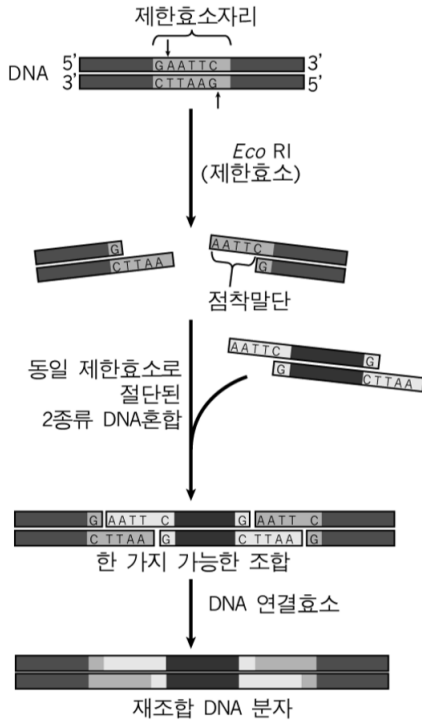 제한효소자리
DNA
5’ GAATTC 3’
3’ CTTAAG 5’
Eco RI
(제한효소)
G
CTTAA
AATTC
G
점착말단
동일 제한효소로
절단된
2종류 DNA혼합
AATTC G
G CTTAA
G AATT C G AATT C
C TTAA G C TTAA G
한 가지 가능한 조합
DNA 연결효소
재조합 DNA 분자